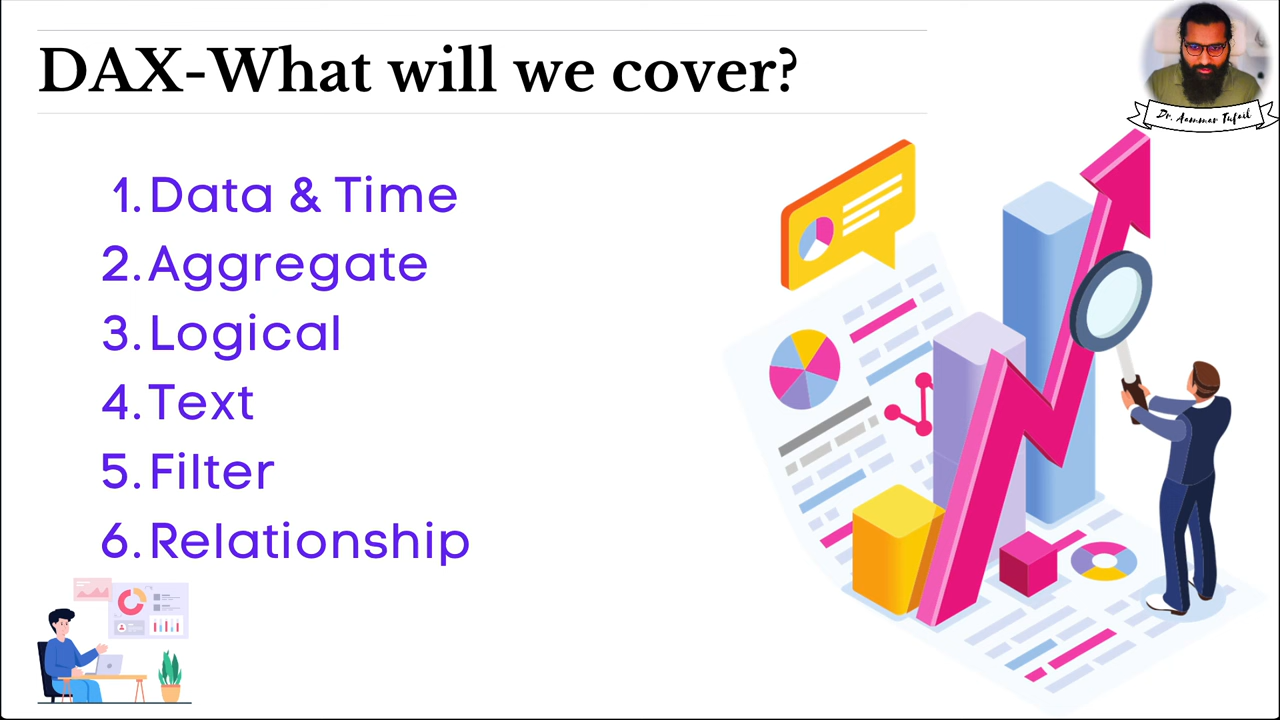 DAX-What will we cover?
Dr. Aammar Tufail
1. Data & Time
2. Aggregate
3. Logical
4. Text
5. Filter
6. Relationship